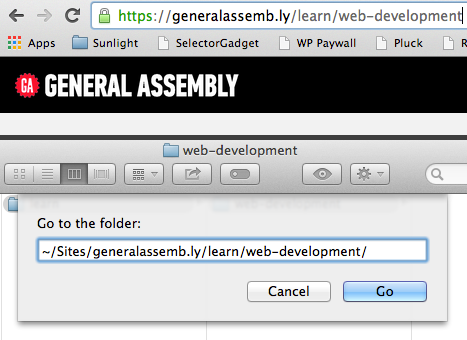 https://generalassemb.ly/learn/web-development
Apps Sunlight SelectorGadget WP Paywall Pluck
GA GENERAL ASSEMBLY
web-development
Go to the folder:
~/Sites/generalassemb.ly/learn/web-development/
Cancel Go